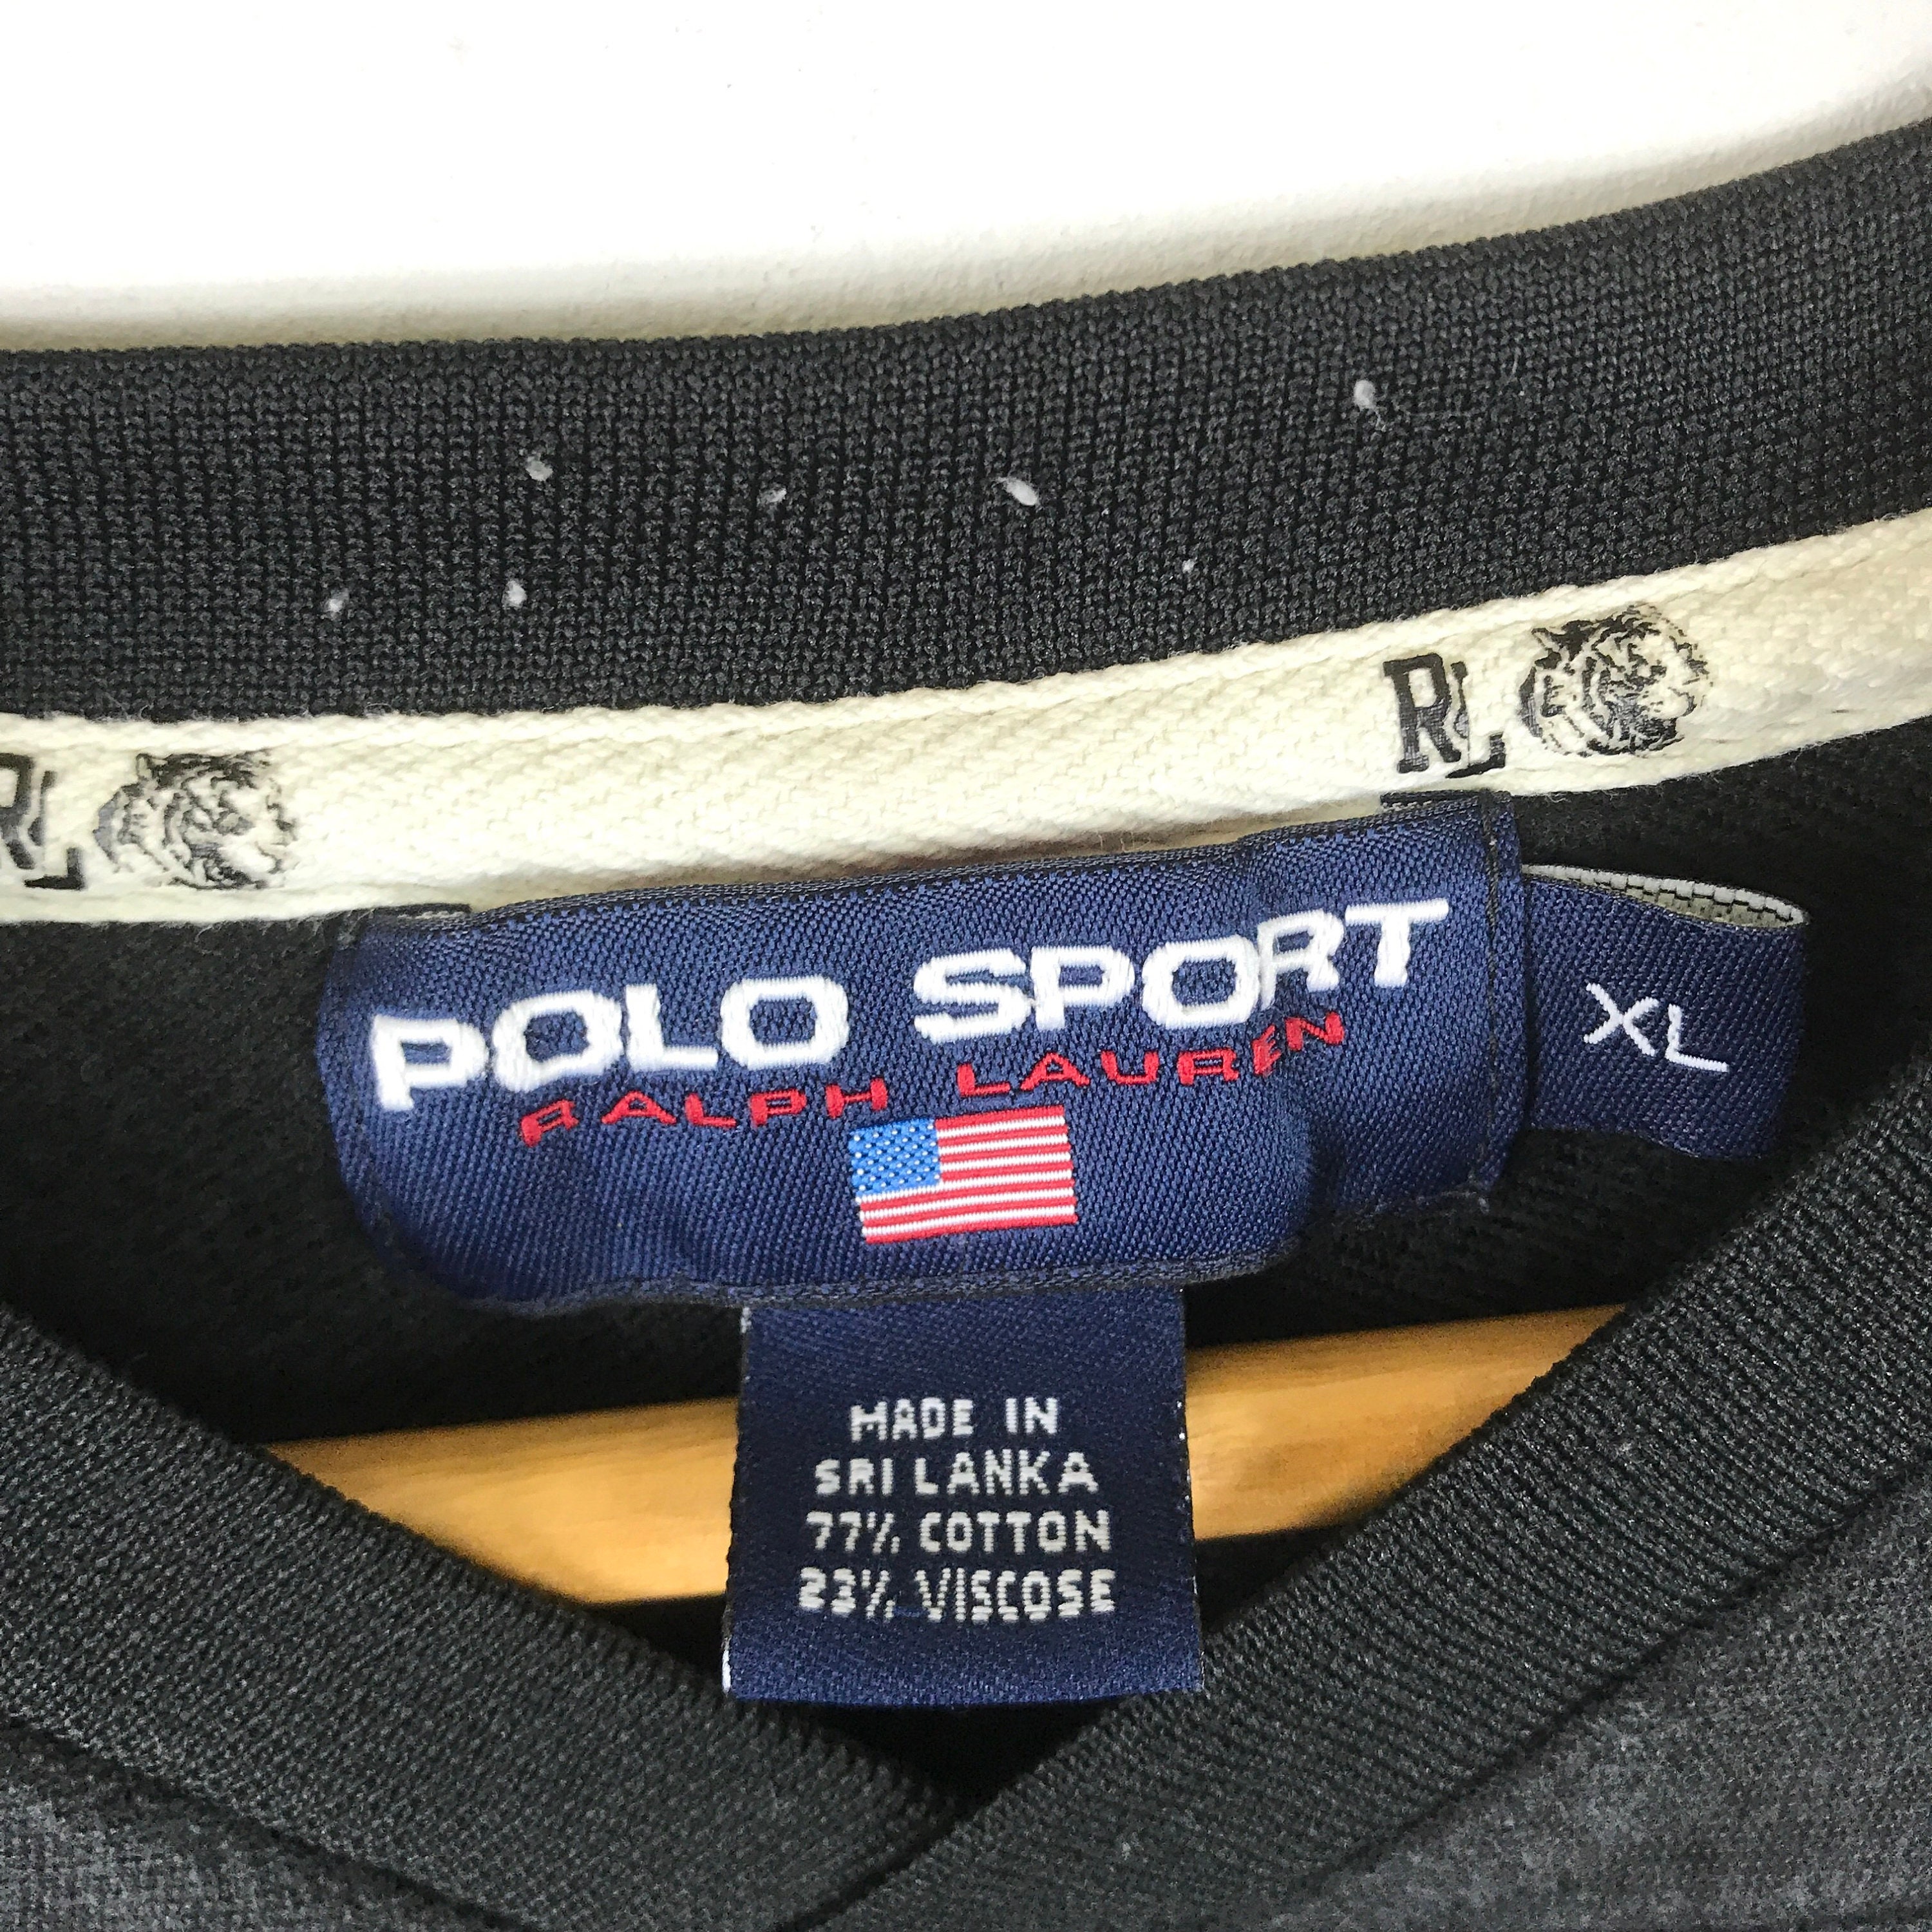 RL
RL
POLO SPORT
RALPH LAUREN
XL
MADE IN
SRI LANKA
77% COTTON
23% VISCOSE